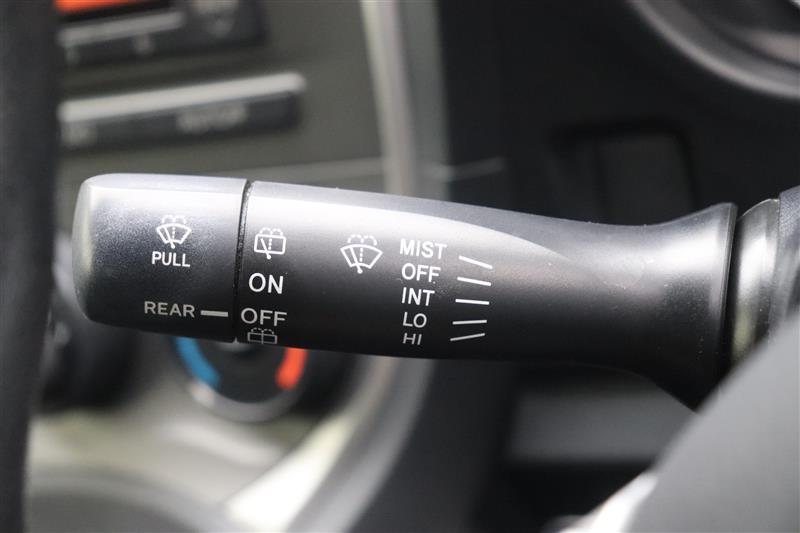 PULL
REAR
ON
OFF
MIST
OFF
INT
LO
HI